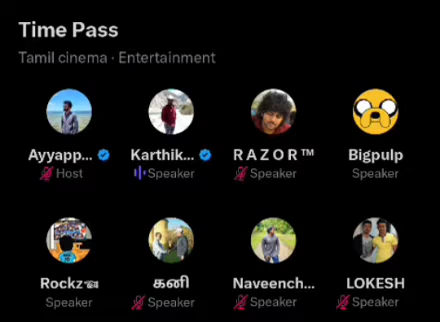 Time Pass
Tamil cinema · Entertainment
Ayyapp... Karthik... R A Z O R ™ Bigpulp
Host Speaker Speaker Speaker
Rockz கனி Naveench... LOKESH
Speaker Speaker Speaker Speaker